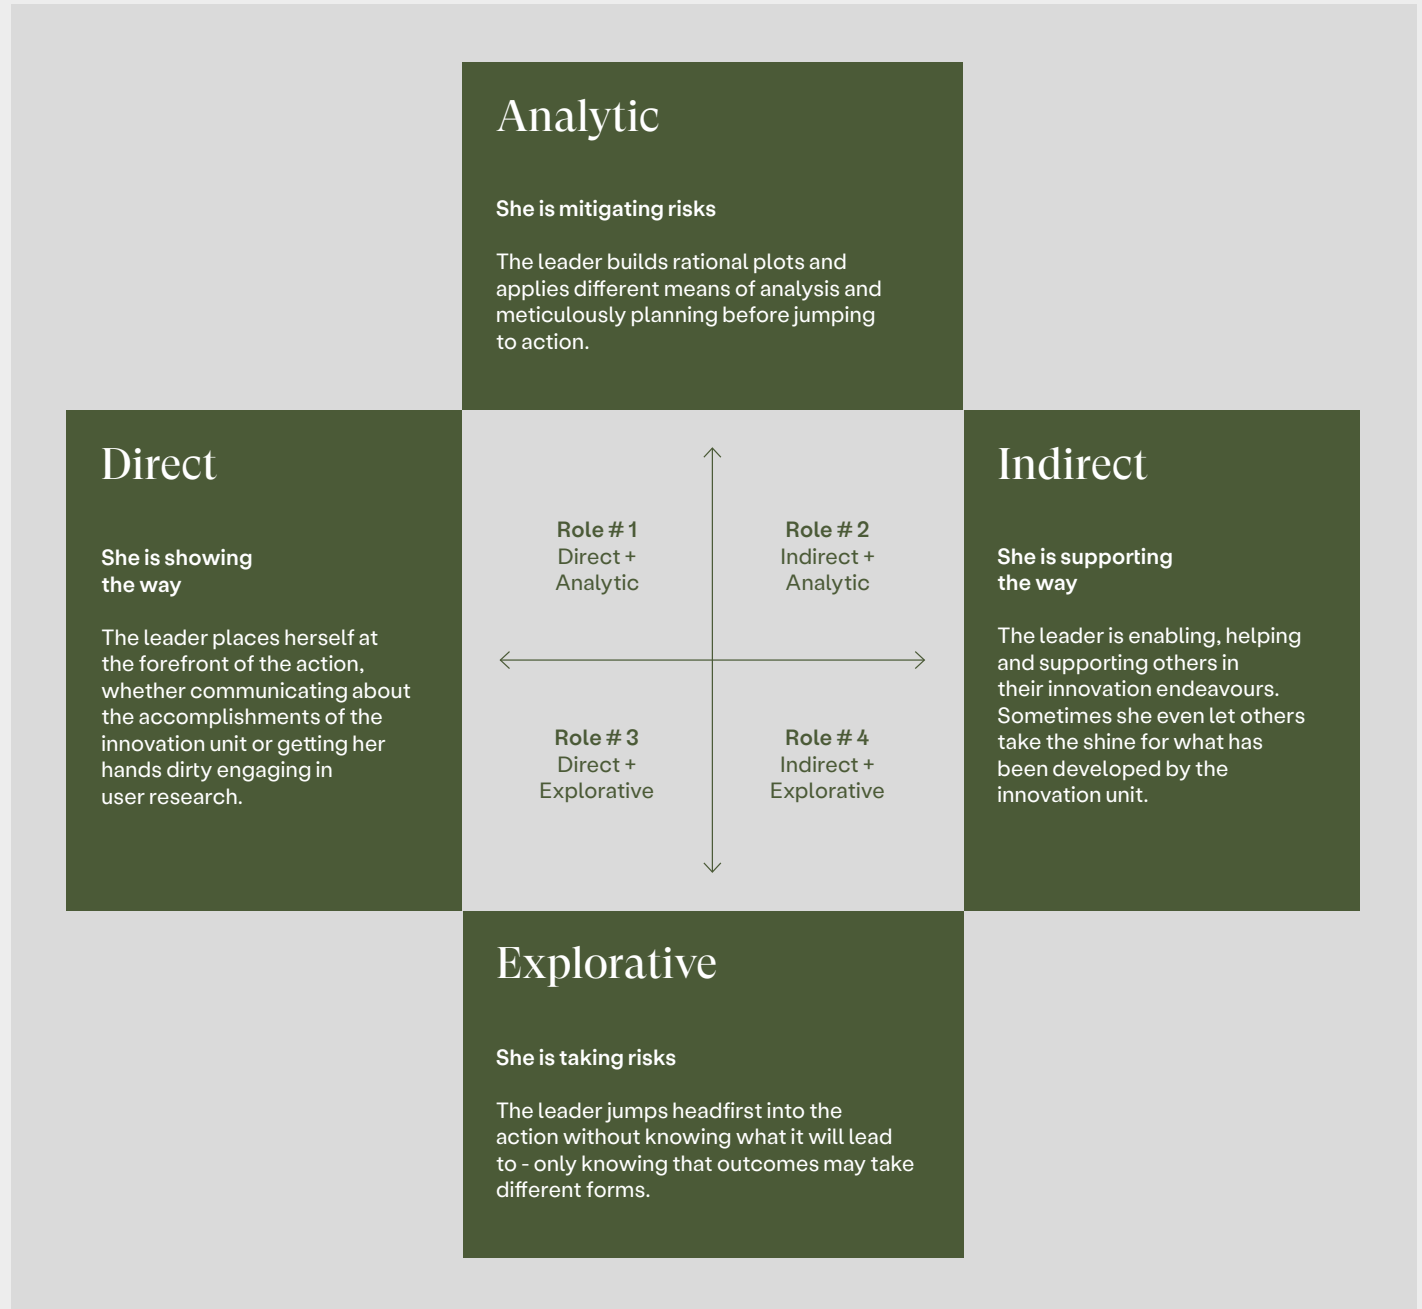 Analytic
She is mitigating risks
The leader builds rational plots and
applies different means of analysis and
meticulously planning before jumping
to action.
Direct
She is showing
the way
The leader places herself at
the forefront of the action,
whether communicating about
the accomplishments of the
innovation unit or getting her
hands dirty engaging in
user research.
Role # 1
Direct +
Analytic
Role # 2
Indirect +
Analytic
Role # 3
Direct +
Explorative
Role # 4
Indirect +
Explorative
Indirect
She is supporting
the way
The leader is enabling, helping
and supporting others in
their innovation endeavours.
Sometimes she even let others
take the shine for what has
been developed by the
innovation unit.
Explorative
She is taking risks
The leader jumps headfirst into the
action without knowing what it will lead
to - only knowing that outcomes may take
different forms.